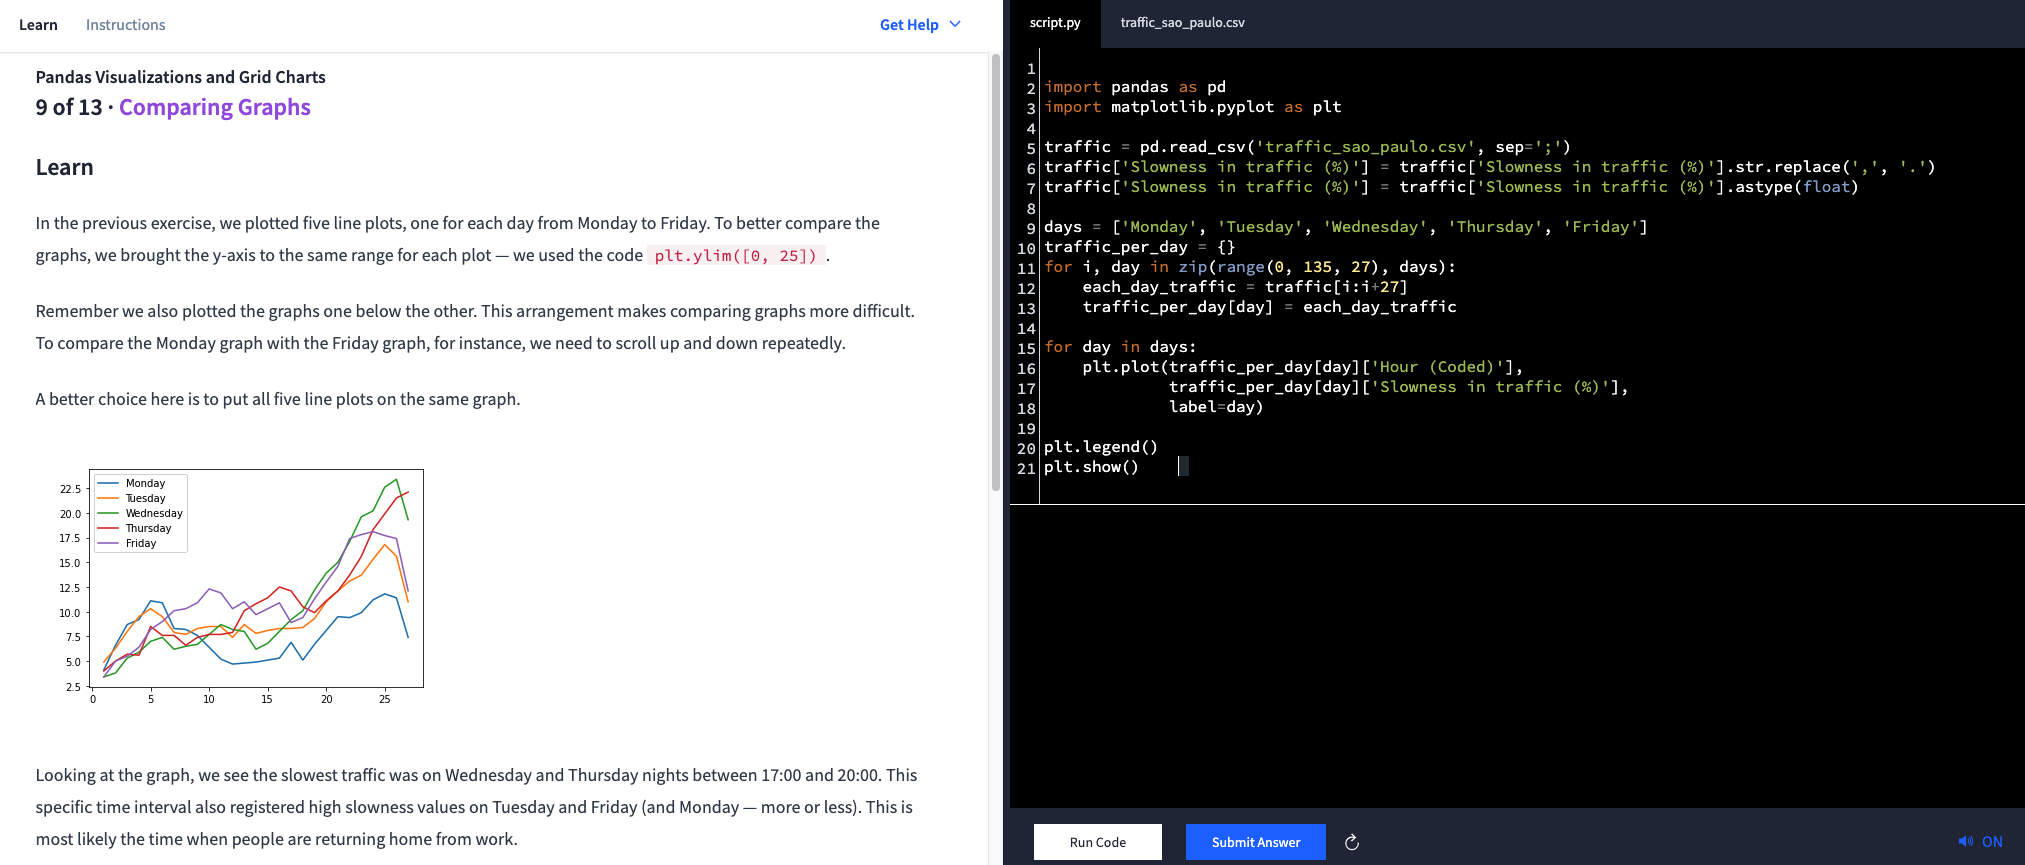 Learn
Instructions
Get Help
Pandas Visualizations and Grid Charts
9 of 13 · Comparing Graphs
Learn
In the previous exercise, we plotted five line plots, one for each day from Monday to Friday. To better compare the
graphs, we brought the y-axis to the same range for each plot — we used the code plt.ylim([0, 25]) .
Remember we also plotted the graphs one below the other. This arrangement makes comparing graphs more difficult.
To compare the Monday graph with the Friday graph, for instance, we need to scroll up and down repeatedly.
A better choice here is to put all five line plots on the same graph.
Monday
Tuesday
Wednesday
Thursday
Friday
22.5
20.0
17.5
15.0
12.5
10.0
7.5
5.0
2.5
0 5 10 15 20 25
Looking at the graph, we see the slowest traffic was on Wednesday and Thursday nights between 17:00 and 20:00. This
specific time interval also registered high slowness values on Tuesday and Friday (and Monday — more or less). This is
most likely the time when people are returning home from work.
script.py
traffic_sao_paulo.csv
1
2 import pandas as pd
3 import matplotlib.pyplot as plt
4
5 traffic = pd.read_csv('traffic_sao_paulo.csv', sep=';')
6 traffic['Slowness in traffic (%)'] = traffic['Slowness in traffic (%)'].str.replace(',', '.')
7 traffic['Slowness in traffic (%)'] = traffic['Slowness in traffic (%)'].astype(float)
8
9 days = ['Monday', 'Tuesday', 'Wednesday', 'Thursday', 'Friday']
10 traffic_per_day = {}
11 for i, day in zip(range(0, 135, 27), days):
12     each_day_traffic = traffic[i:i+27]
13     traffic_per_day[day] = each_day_traffic
14
15 for day in days:
16     plt.plot(traffic_per_day[day]['Hour (Coded)'],
17              traffic_per_day[day]['Slowness in traffic (%)'],
18              label=day)
19
20 plt.legend()
21 plt.show()
Run Code
Submit Answer
ON